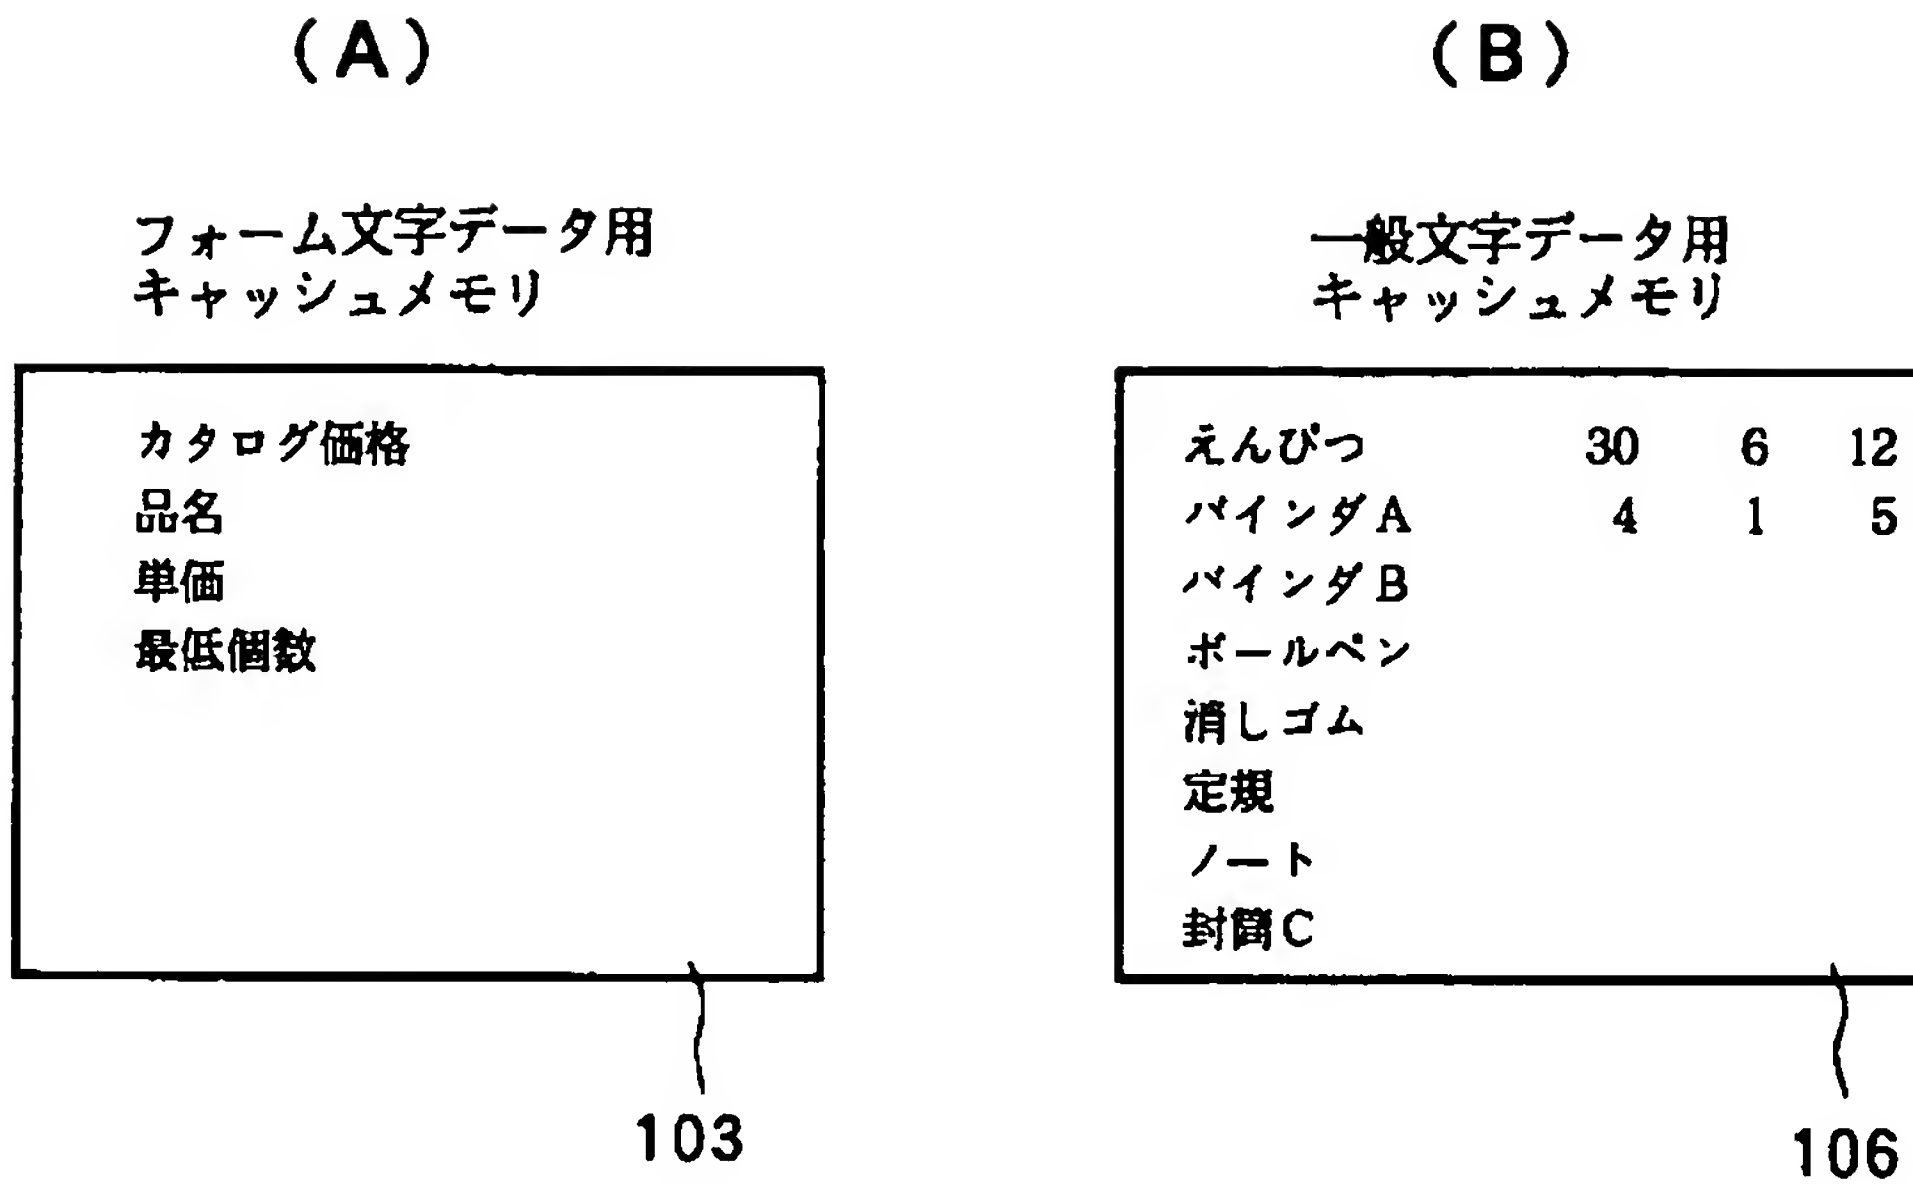 (A)
フォーム文字データ用
キャッシュメモリ
カタログ価格
品名
単価
最低個数
103
(B)
一般文字データ用
キャッシュメモリ
えんぴつ 30 6 12
バインダA 4 1 5
バインダB
ボールペン
消しゴム
定規
ノート
封筒C
106